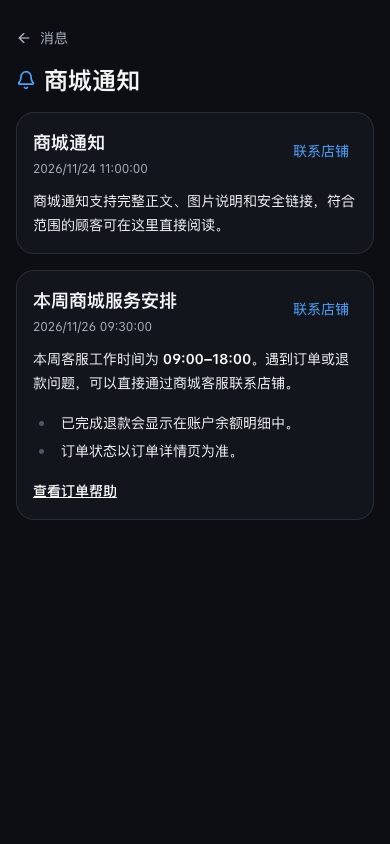 消息
商城通知
商城通知
联系店铺
2026/11/24 11:00:00
商城通知支持完整正文、图片说明和安全链接，符合
范围的顾客可在这里直接阅读。
本周商城服务安排
联系店铺
2026/11/26 09:30:00
本周客服工作时间为 09:00–18:00。遇到订单或退
款问题，可以直接通过商城客服联系店铺。
已完成退款会显示在账户余额明细中。
订单状态以订单详情页为准。
查看订单帮助